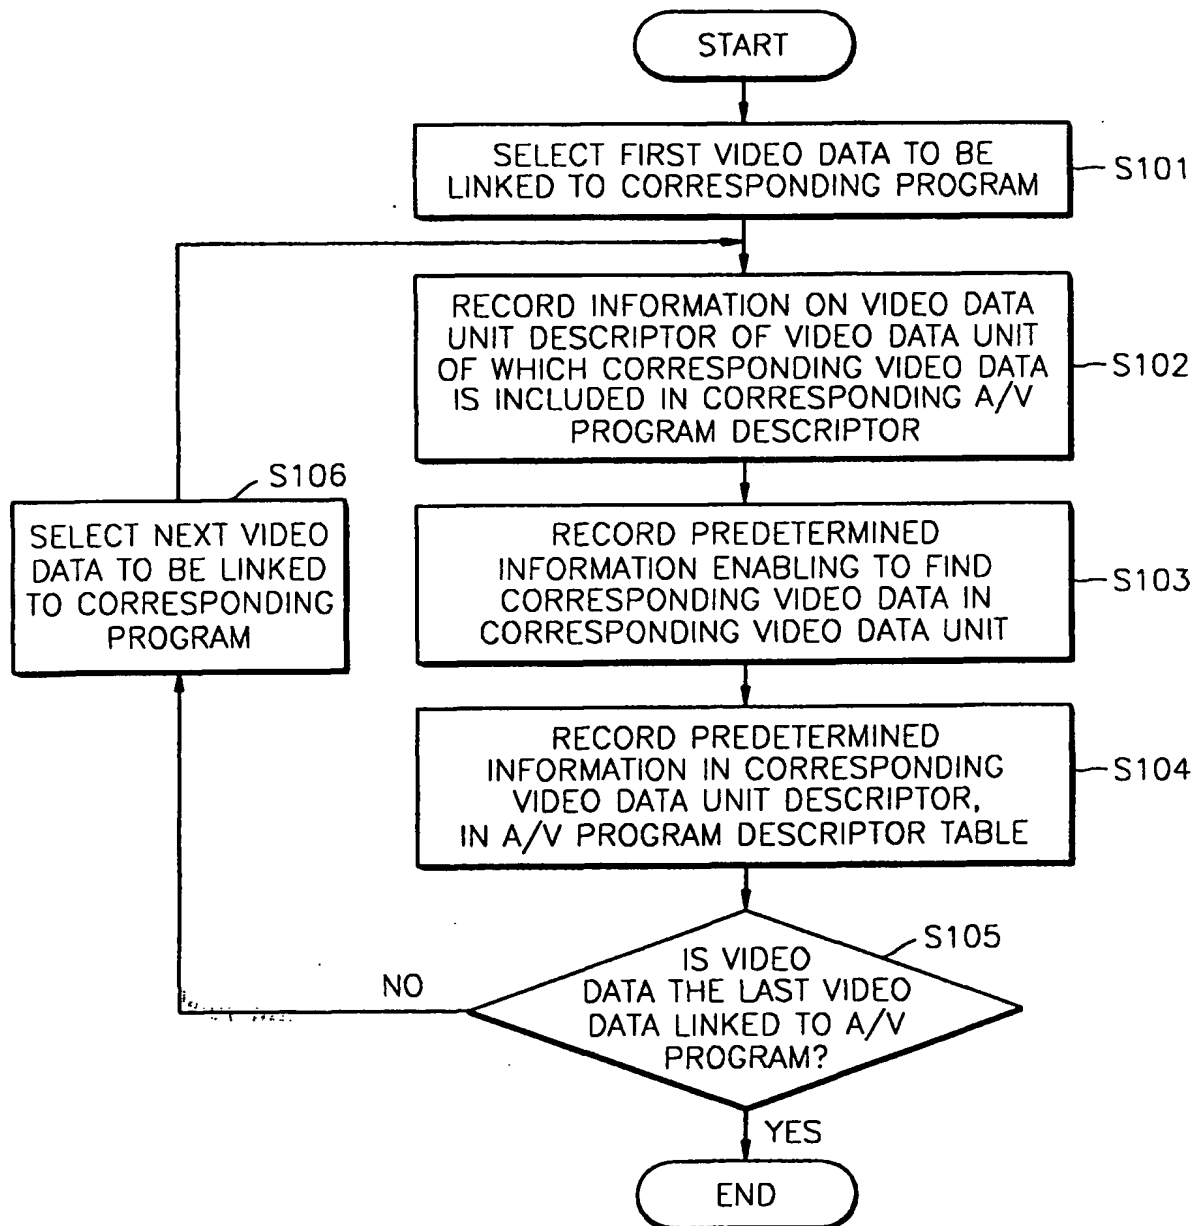 START
SELECT FIRST VIDEO DATA TO BE
LINKED TO CORRESPONDING PROGRAM
S101
RECORD INFORMATION ON VIDEO DATA
UNIT DESCRIPTOR OF VIDEO DATA UNIT
OF WHICH CORRESPONDING VIDEO DATA
IS INCLUDED IN CORRESPONDING A/V
PROGRAM DESCRIPTOR
S102
S106
SELECT NEXT VIDEO
DATA TO BE LINKED
TO CORRESPONDING
PROGRAM
RECORD PREDETERMINED
INFORMATION ENABLING TO FIND
CORRESPONDING VIDEO DATA IN
CORRESPONDING VIDEO DATA UNIT
S103
RECORD PREDETERMINED
INFORMATION IN CORRESPONDING
VIDEO DATA UNIT DESCRIPTOR,
IN A/V PROGRAM DESCRIPTOR TABLE
S104
S105
IS VIDEO
DATA THE LAST VIDEO
DATA LINKED TO A/V
PROGRAM?
NO
YES
END